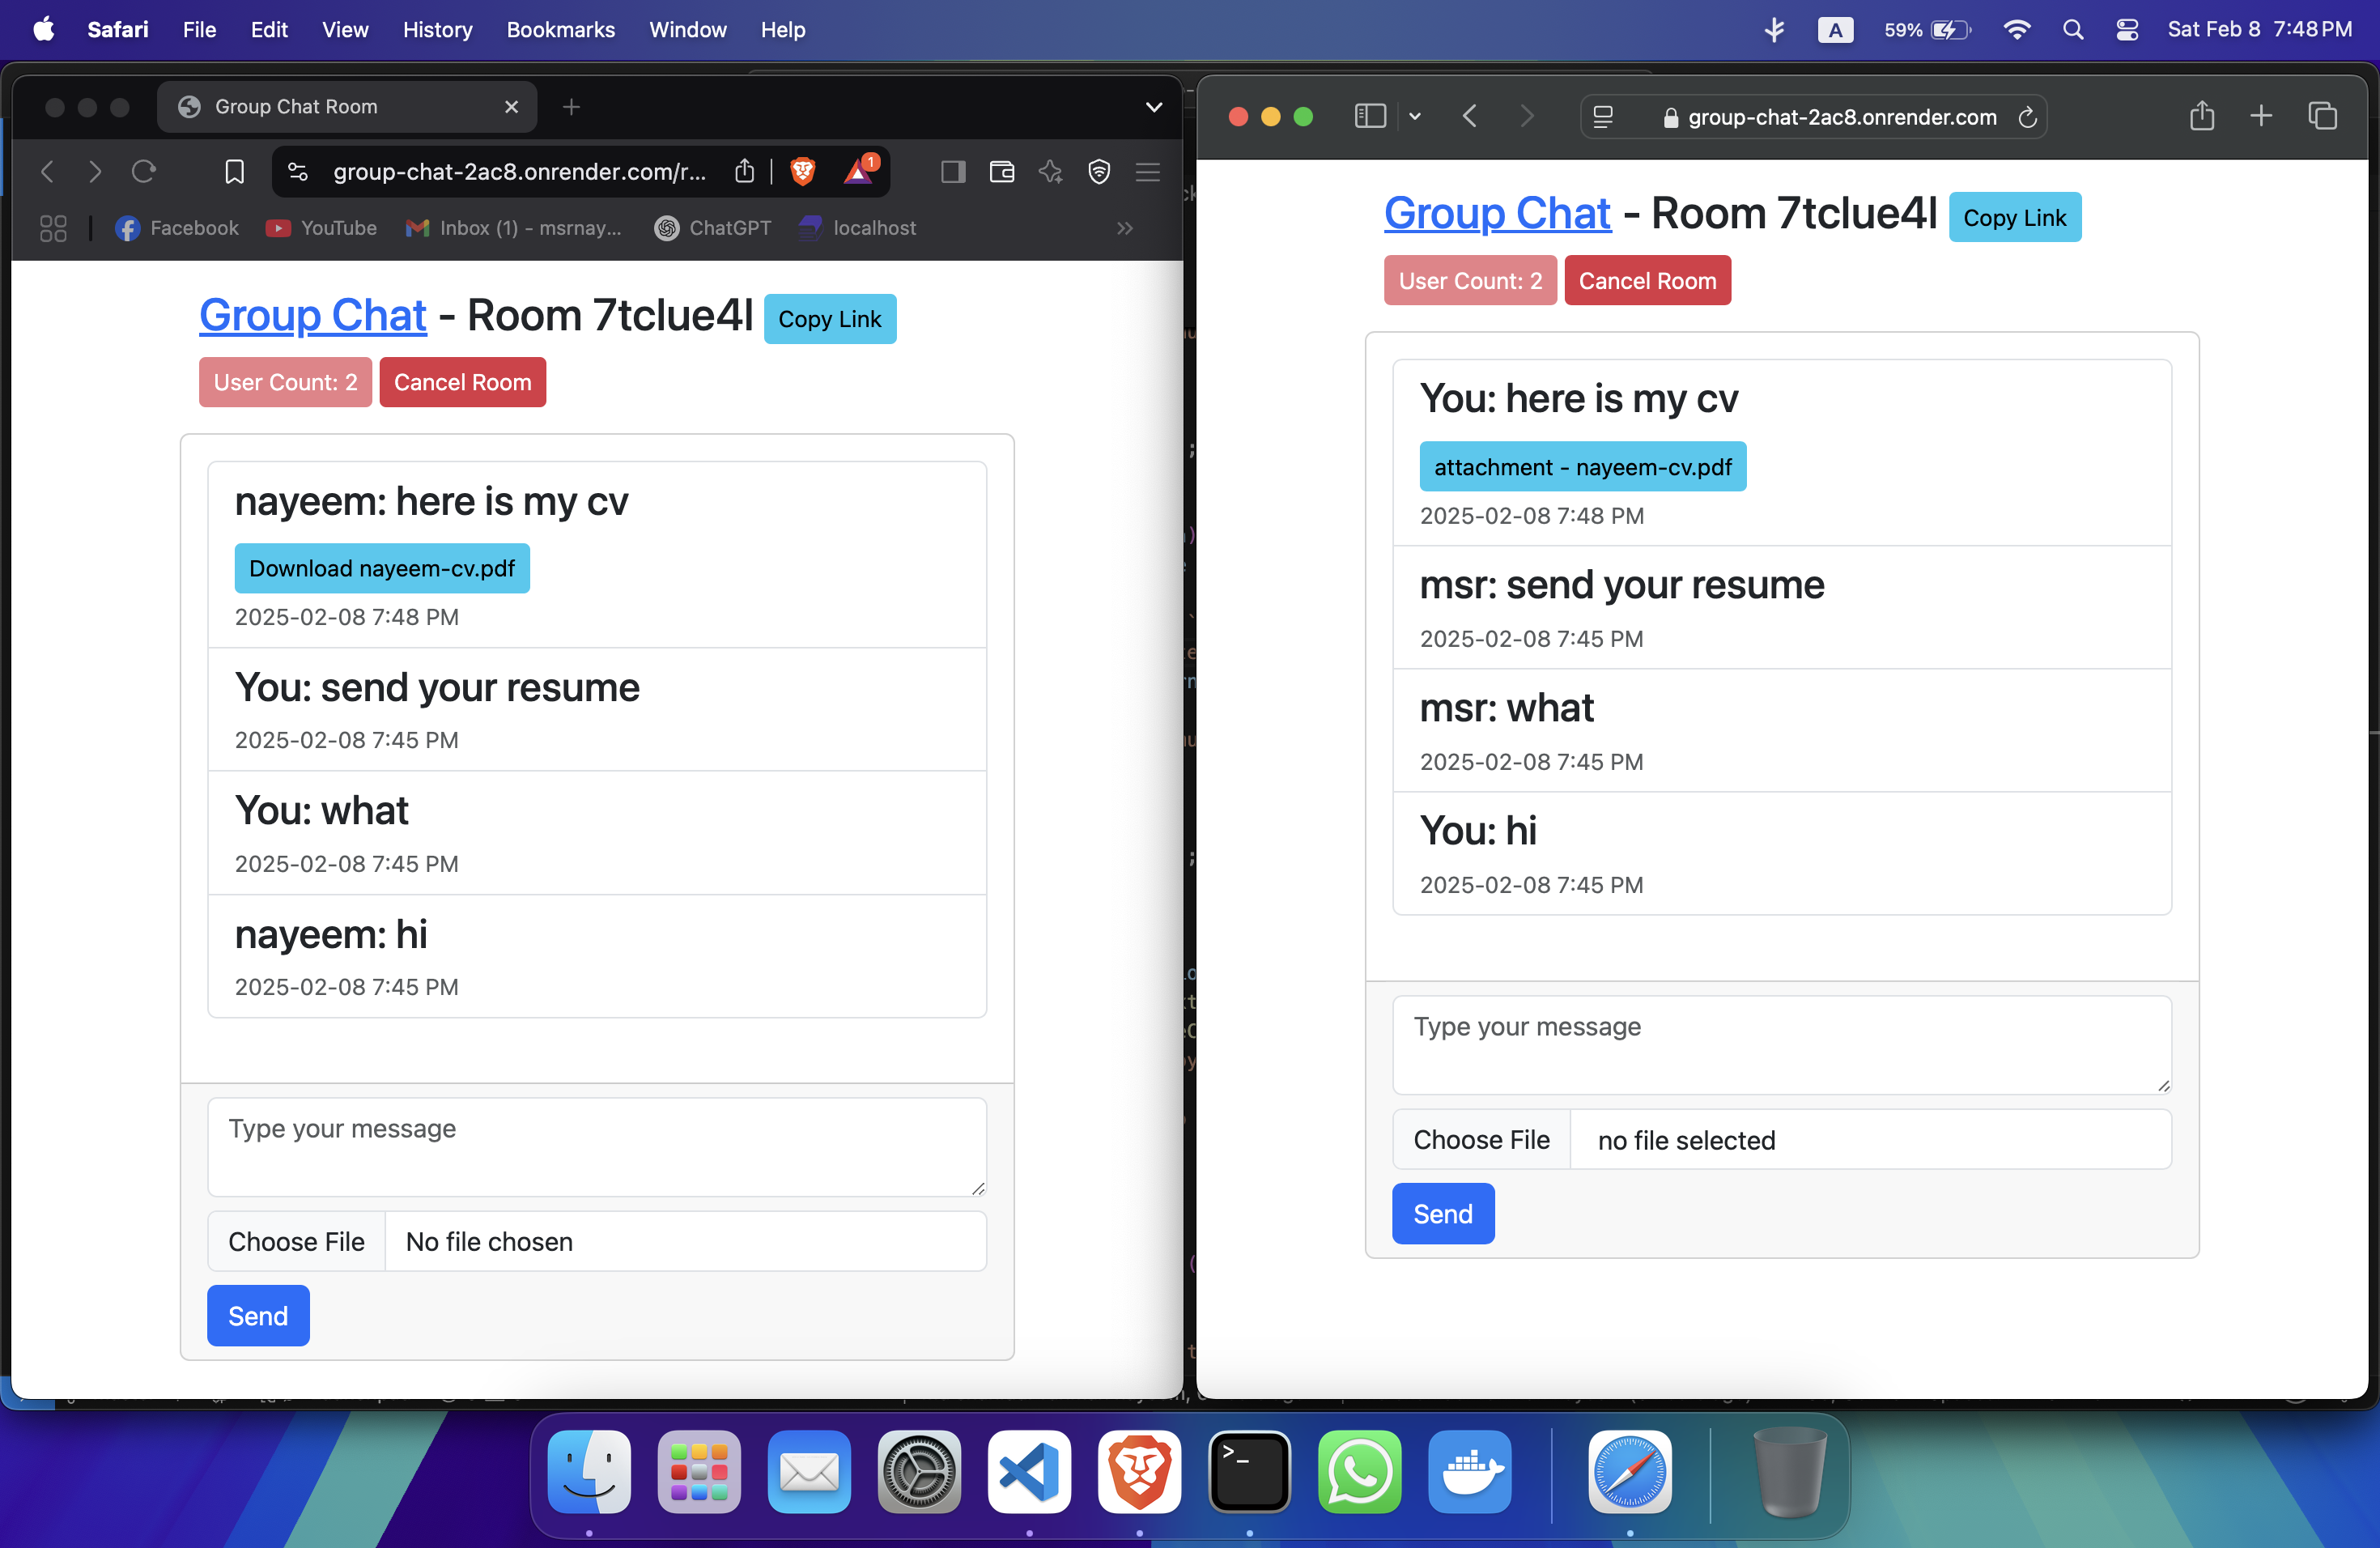 Safari File Edit View History Bookmarks Window Help
A 59% Sat Feb 8 7:48 PM
Group Chat Room
group-chat-2ac8.onrender.com/r...
1
Facebook YouTube Inbox (1) - msrnay... ChatGPT localhost
Group Chat - Room 7tclue4l Copy Link
User Count: 2 Cancel Room
nayeem: here is my cv
Download nayeem-cv.pdf
2025-02-08 7:48 PM
You: send your resume
2025-02-08 7:45 PM
You: what
2025-02-08 7:45 PM
nayeem: hi
2025-02-08 7:45 PM
Type your message
Choose File No file chosen
Send
group-chat-2ac8.onrender.com
Group Chat - Room 7tclue4l Copy Link
User Count: 2 Cancel Room
You: here is my cv
attachment - nayeem-cv.pdf
2025-02-08 7:48 PM
msr: send your resume
2025-02-08 7:45 PM
msr: what
2025-02-08 7:45 PM
You: hi
2025-02-08 7:45 PM
Type your message
Choose File no file selected
Send